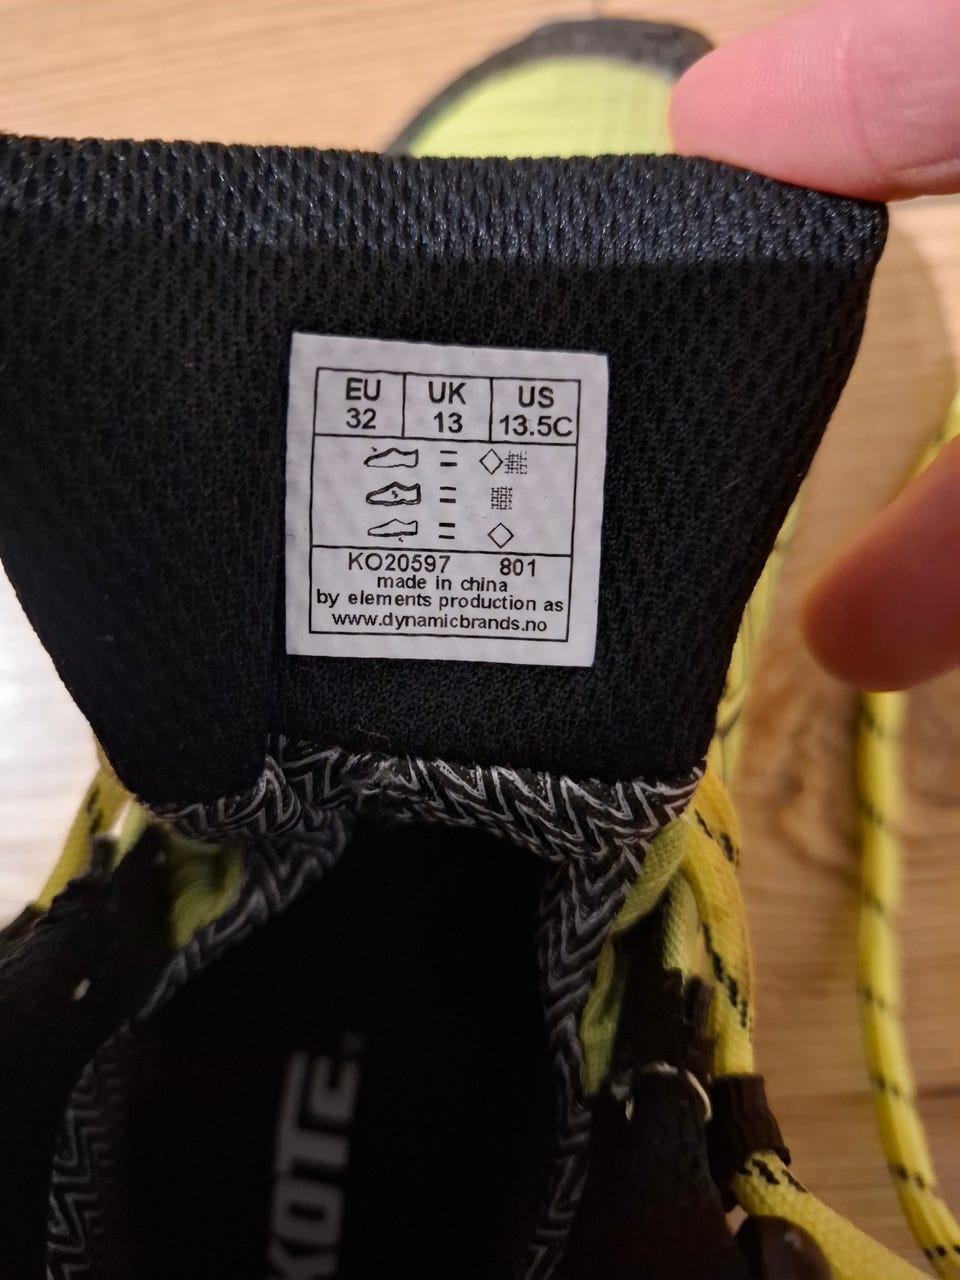 EU UK US
32 13 13.5C
=
=
=
KO20597 801
made in china
by elements production as
www.dynamicbrands.no